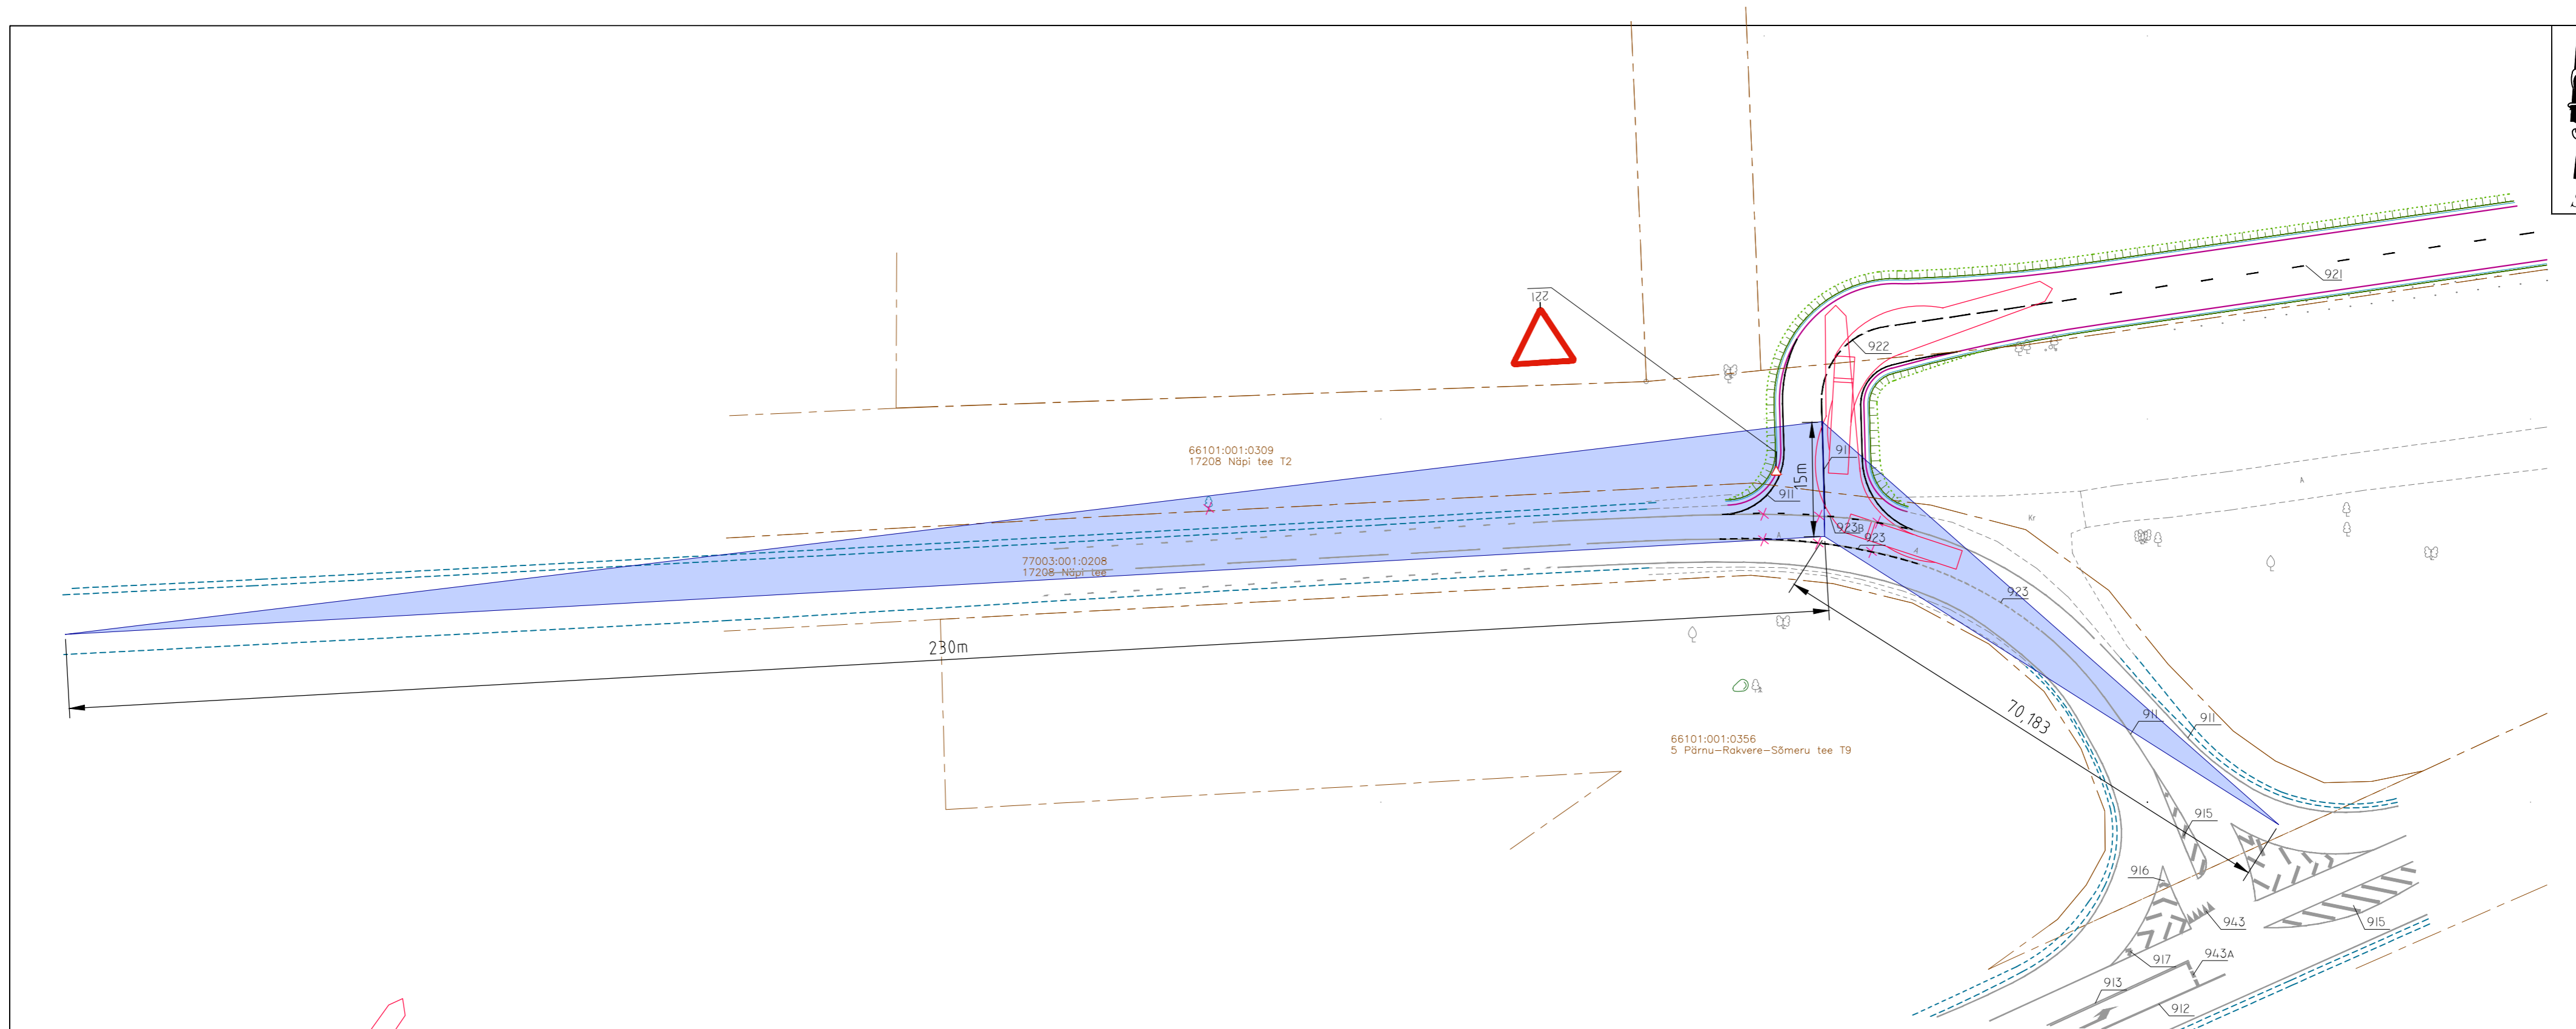 221
921
922
66101:001:0309
17208 Näpi tee T2
911
15m
911
923B
923
A
A
A
Kr
77003:001:0208
17208 Näpi tee
923
230m
70,183
911
911
66101:001:0356
5 Pärnu-Rakvere-Sõmeru tee T9
915
916
943
915
917
943A
913
912